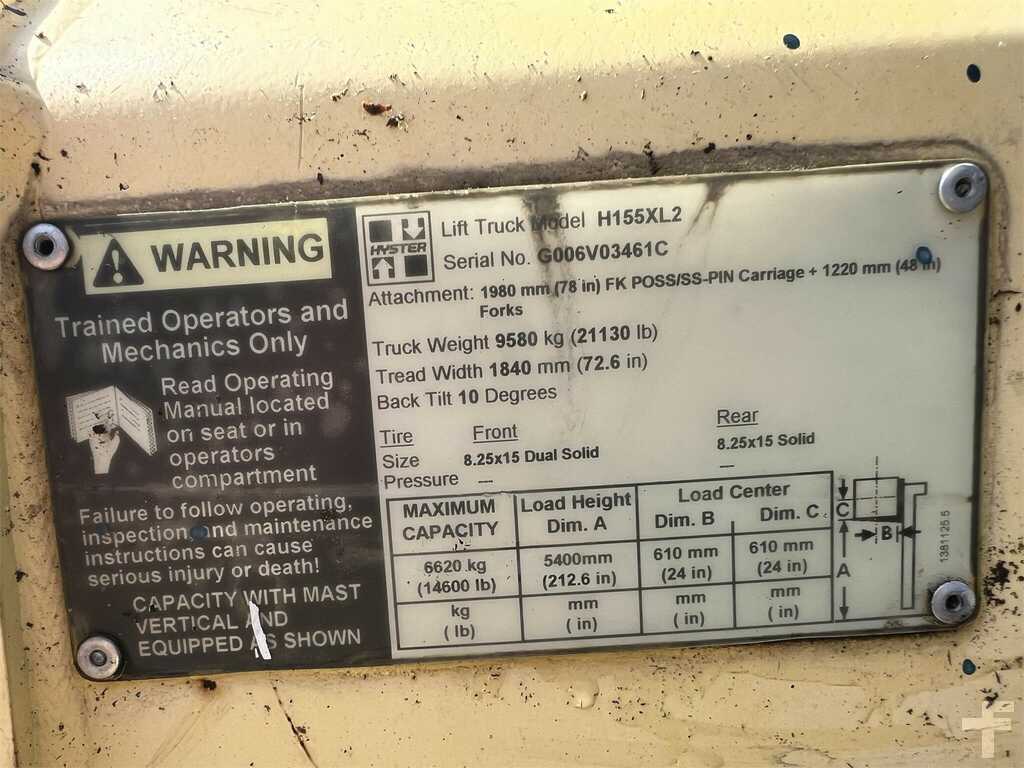 WARNING
Trained Operators and
Mechanics Only
Read Operating
Manual located
on seat or in
operators
compartment
Failure to follow operating,
inspection and maintenance
instructions can cause
serious injury or death!
CAPACITY WITH MAST
VERTICAL AND
EQUIPPED AS SHOWN
HYSTER
Lift Truck Model H155XL2
Serial No. G006V03461C
Attachment: 1980 mm (78 in) FK POSS/SS-PIN Carriage + 1220 mm (48 in)
Forks
Truck Weight 9580 kg (21130 lb)
Tread Width 1840 mm (72.6 in)
Back Tilt 10 Degrees
Tire Front Rear
Size 8.25x15 Dual Solid 8.25x15 Solid
Pressure — —
MAXIMUM CAPACITY Load Height Dim. A Load Center Dim. B Dim. C
6620 kg (14600 lb) 5400mm (212.6 in) 610 mm (24 in) 610 mm (24 in)
kg ( lb) mm ( in) mm ( in) mm ( in)
C
B
A
1381125 5